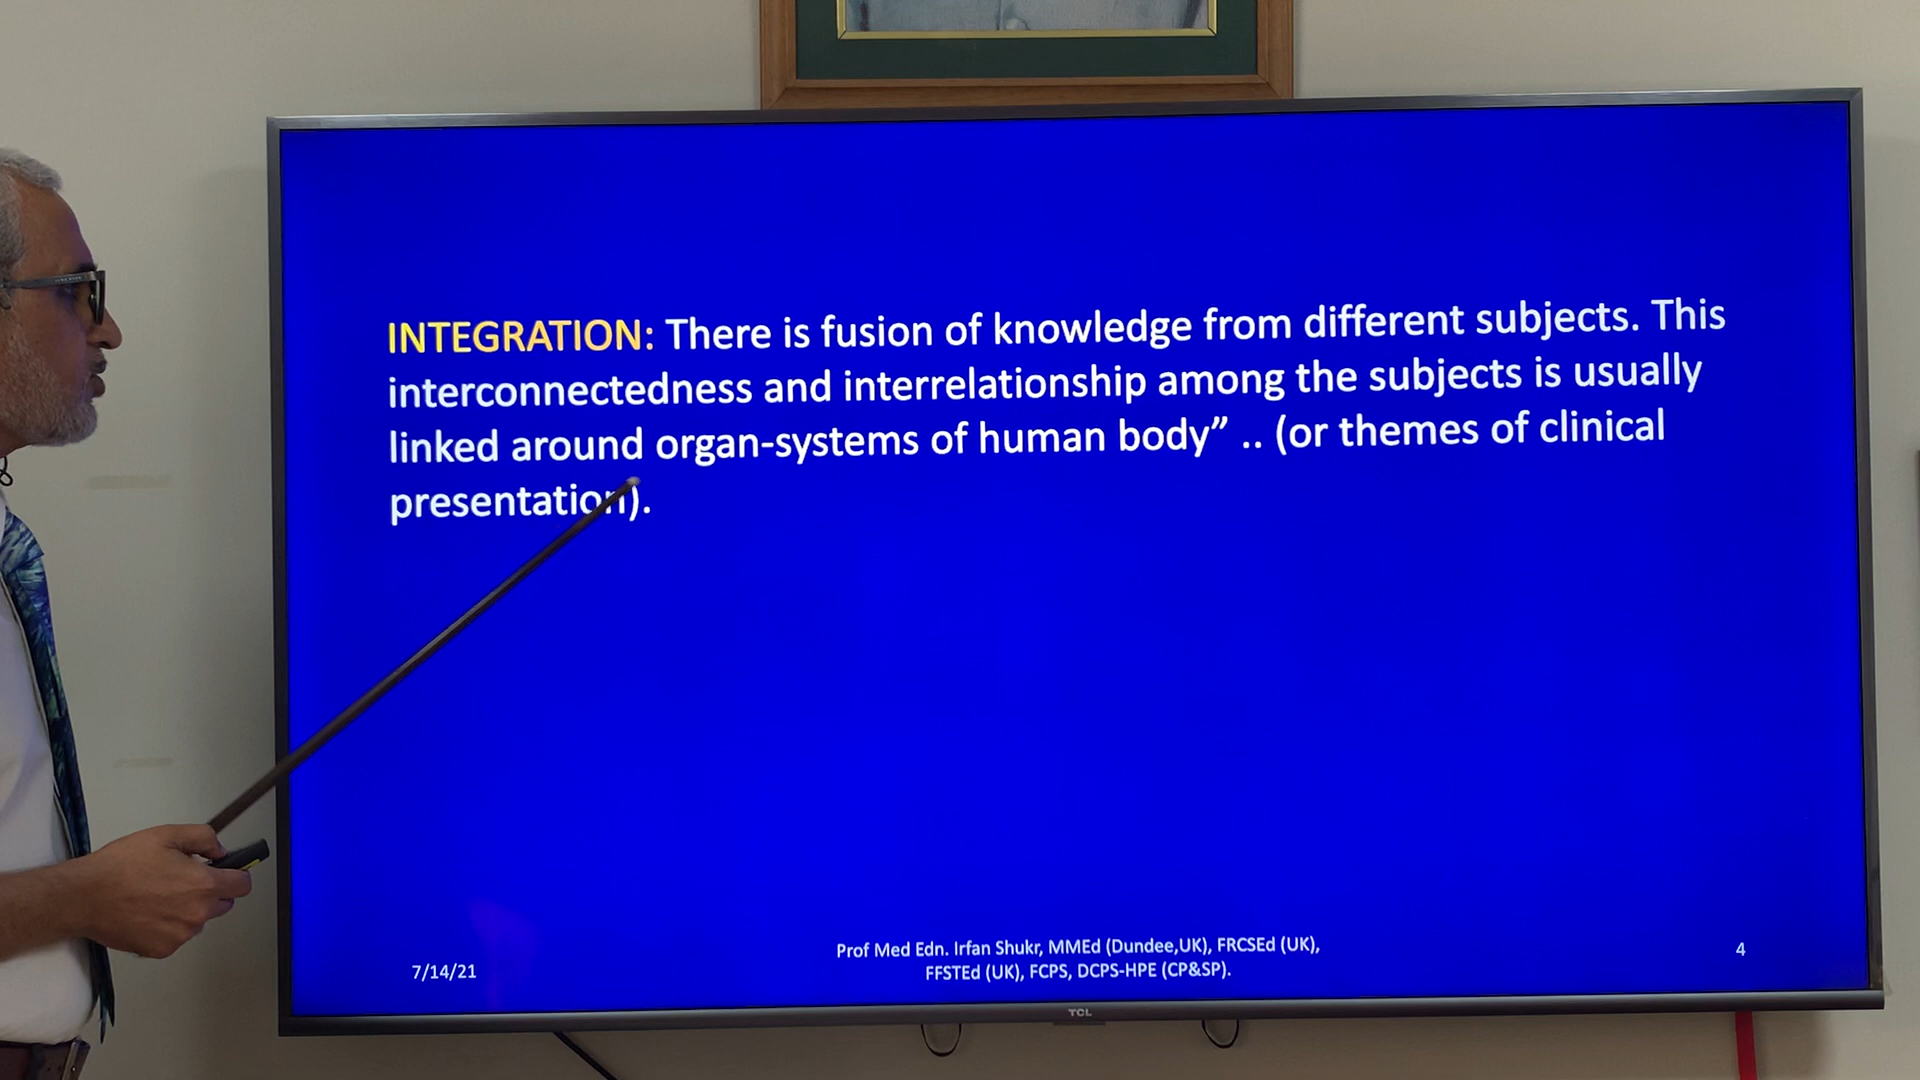 INTEGRATION: There is fusion of knowledge from different subjects. This
interconnectedness and interrelationship among the subjects is usually
linked around organ-systems of human body” .. (or themes of clinical
presentation).
7/14/21
Prof Med Edn. Irfan Shukr, MMEd (Dundee,UK), FRCSEd (UK),
FFSTEd (UK), FCPS, DCPS-HPE (CP&SP).
4
TCL